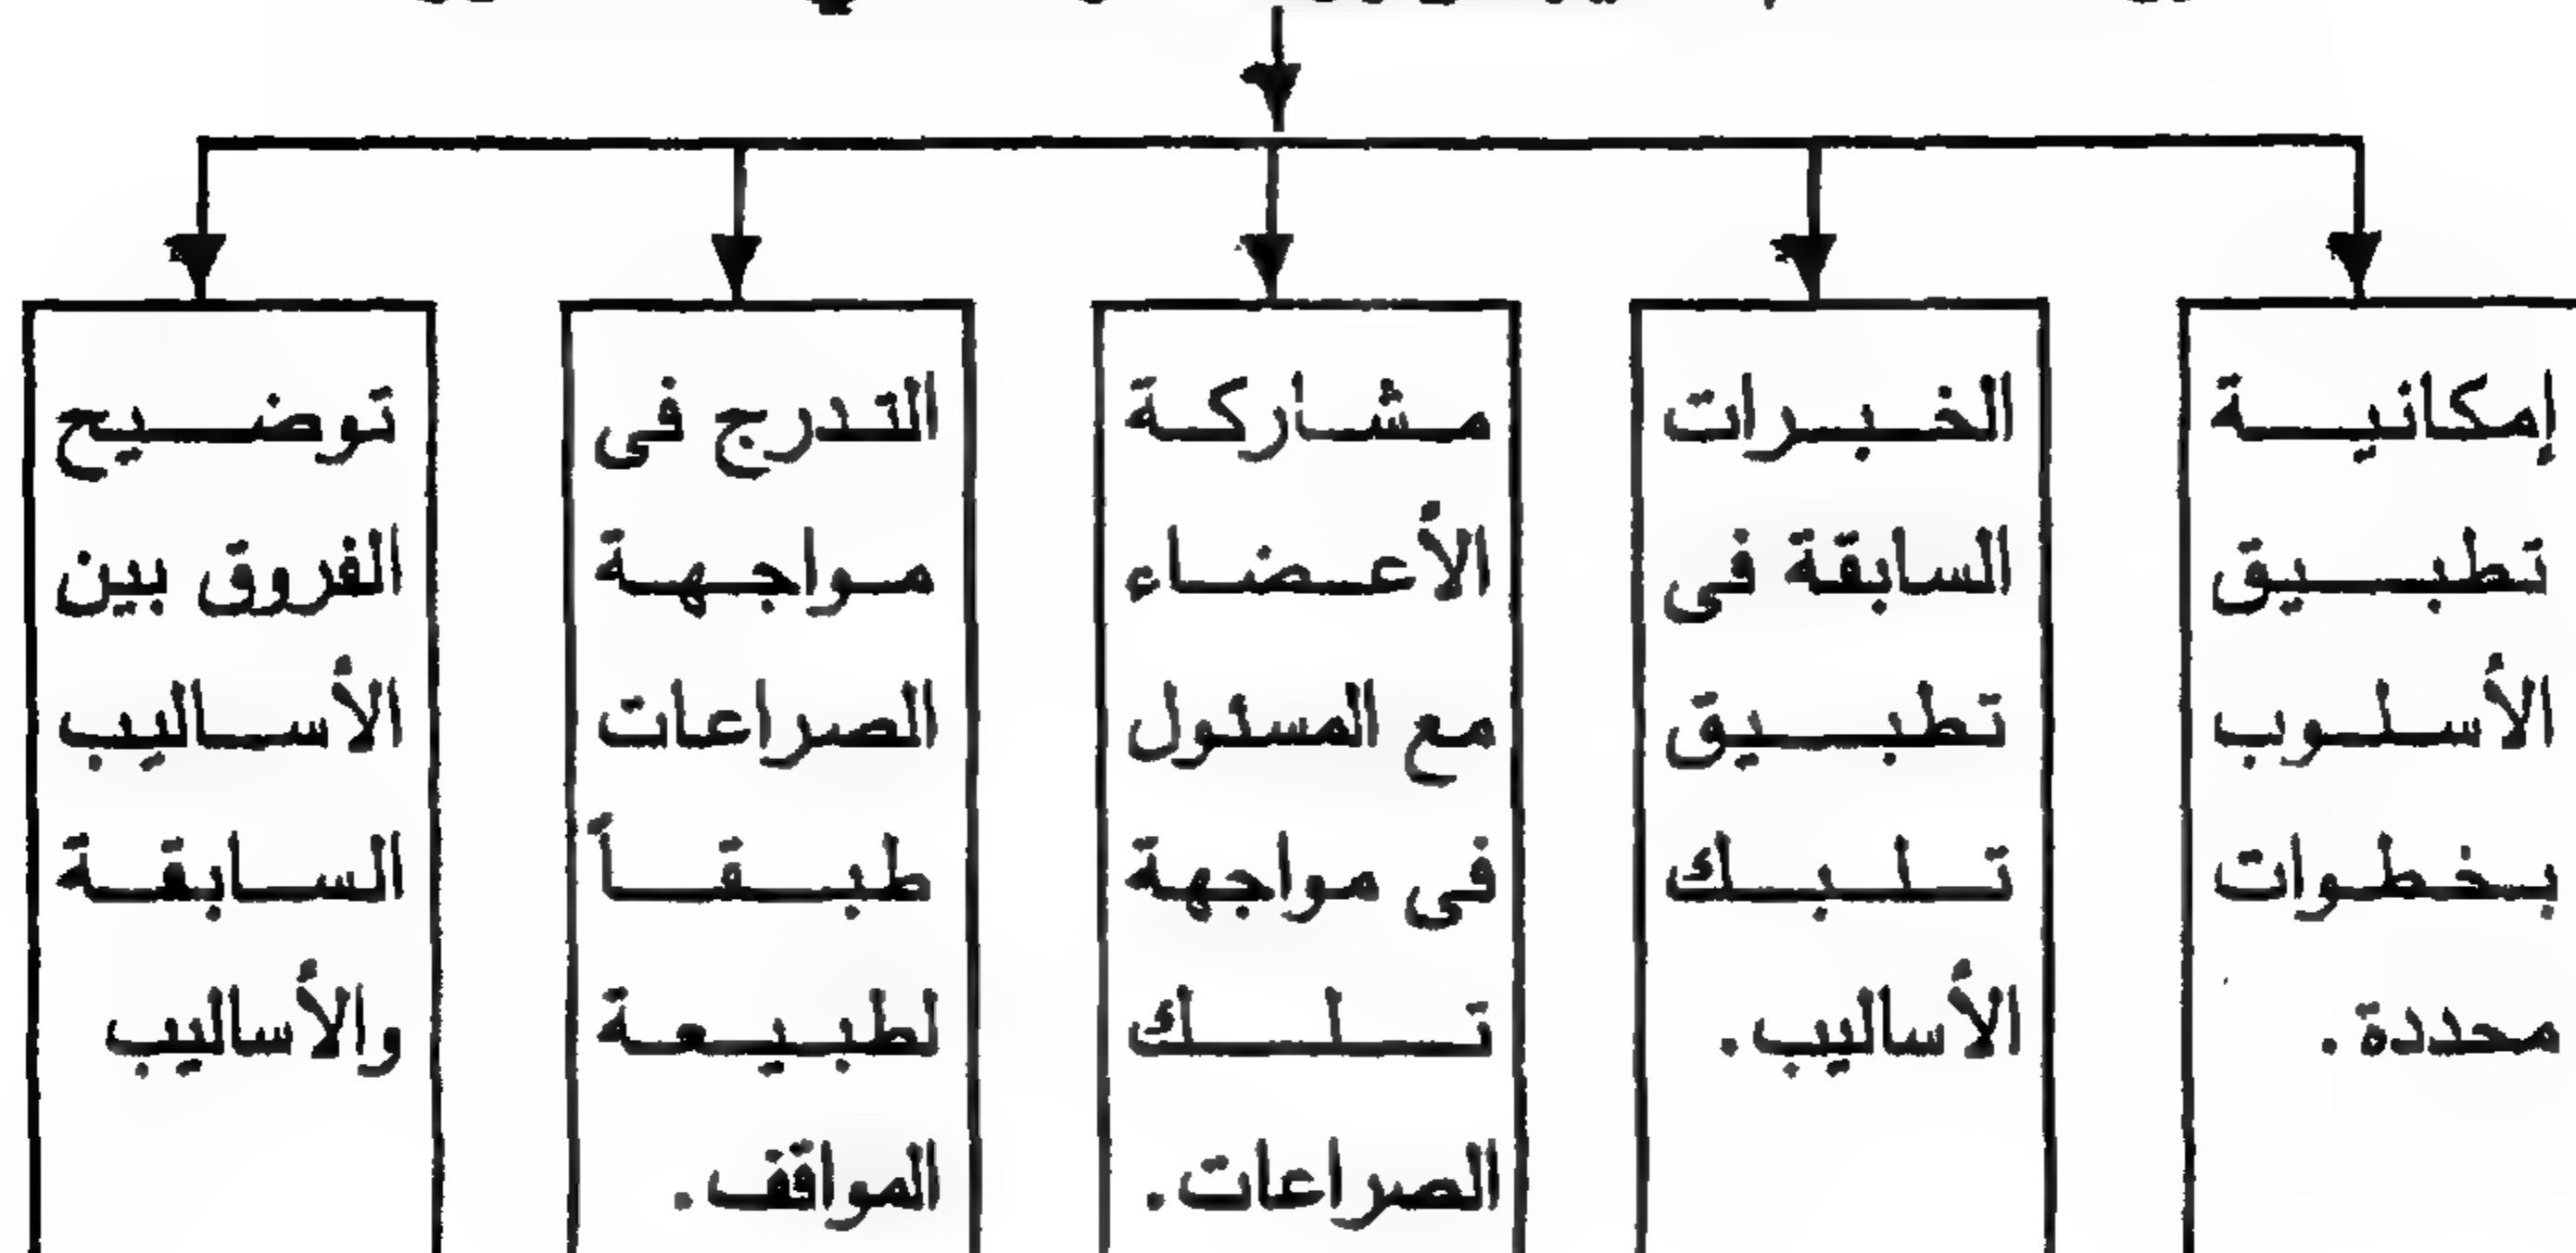 إمكانية
تطبيق
الأسلوب
بخطوات
محددة .
الخبرات
السابقة فى
تطبيق
تلبك
الأساليب .
مشاركة
الأعضاء
مع المسئول
فى مواجهة
تلك
الصراعات .
التدرج فى
مواجهة
الصراعات
طبقاً
لطبيعة
المواقف .
توضيح
الفروق بين
الأساليب
السابقة
والأساليب